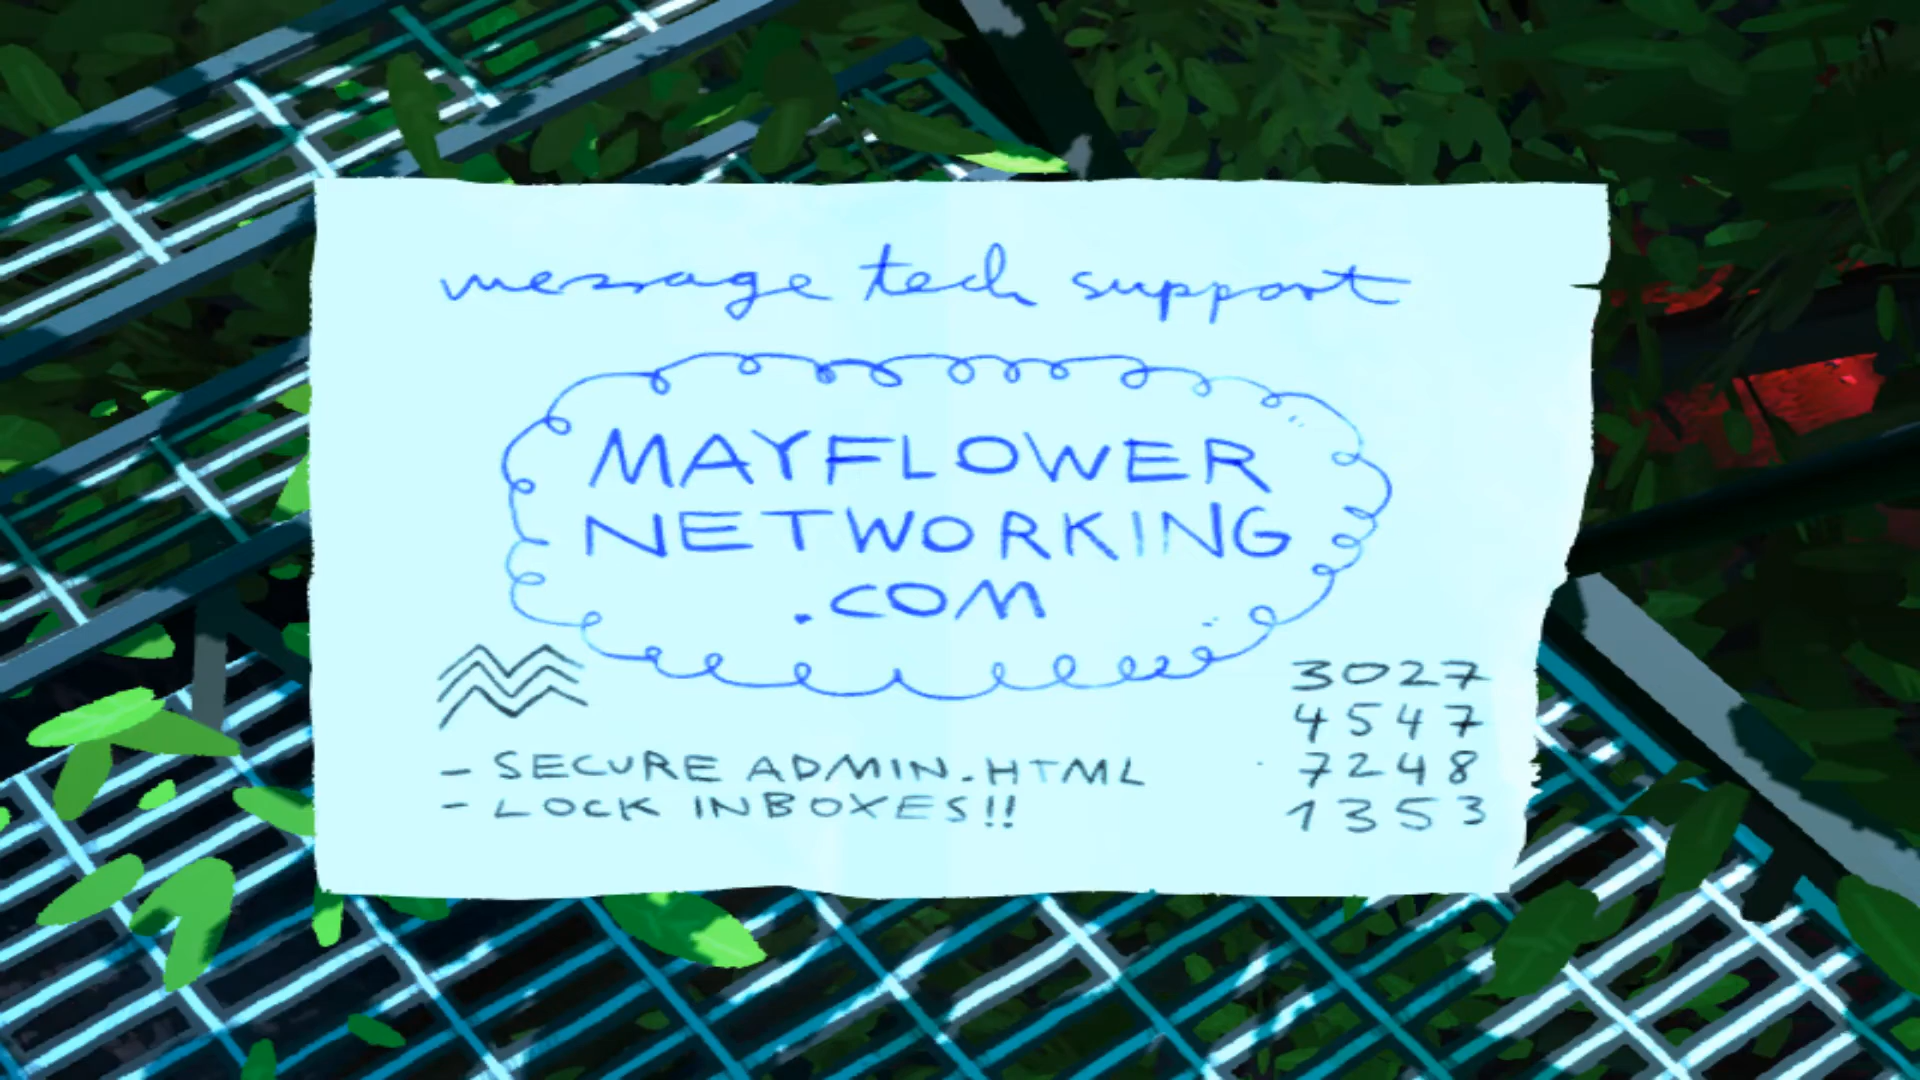 message tech support
MAYFLOWER
NETWORKING
.COM
3027
4547
- SECURE ADMIN.HTML 7248
- LOCK INBOXES!! 1353